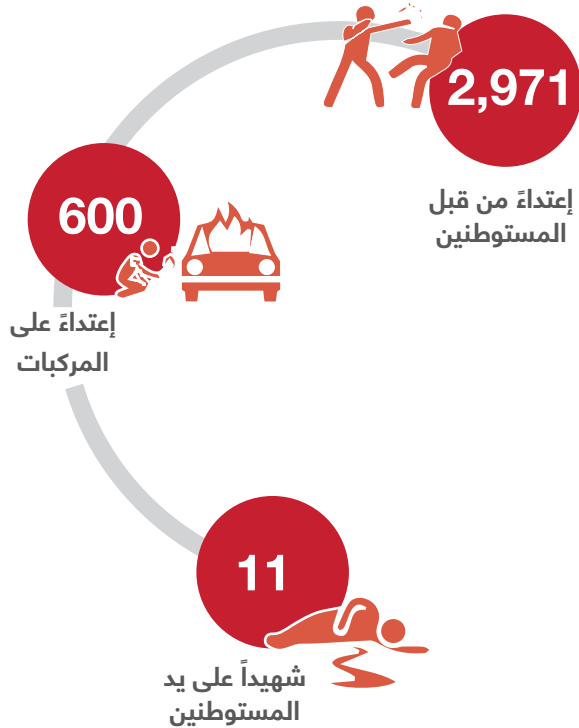 2,971
إعتداءً من قبل
المستوطنين
600
إعتداءً على
المركبات
11
شهيداً على يد
المستوطنين